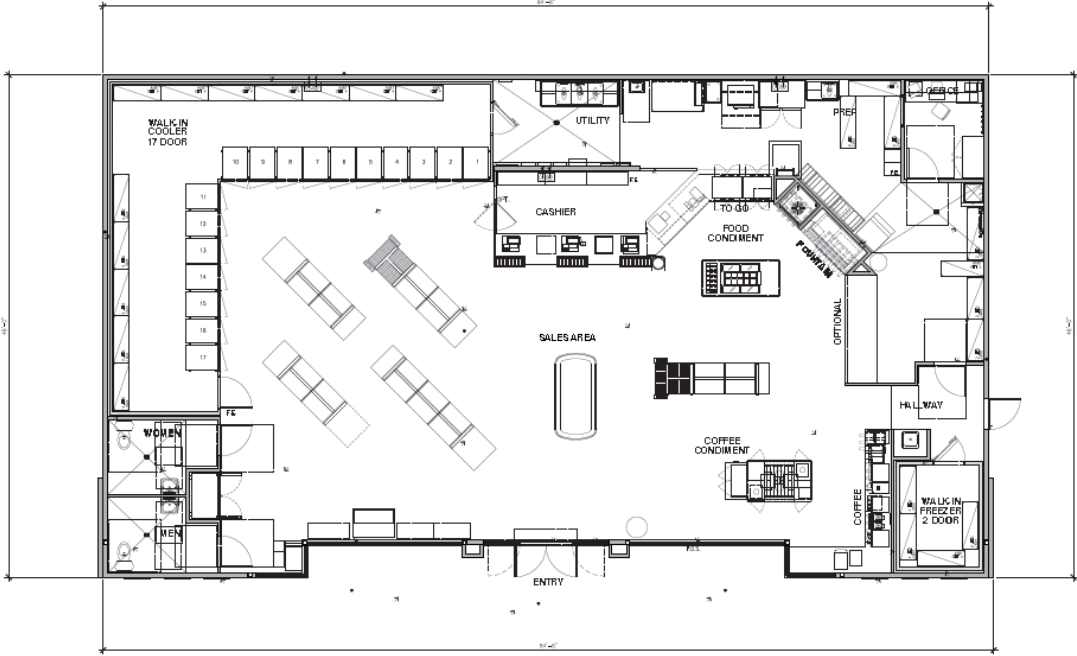 WALK-IN
COOLER
17 DOOR
UTILITY
PREP
OFFICE
10 9 8 7 6 5 4 3 2 1
F.E.
F.E.
11
12
13
14
15
16
17
CASHIER
TO GO
FOOD
CONDIMENT
FOUNTAIN
OPTIONAL
SALES AREA
F.E.
HALLWAY
WOMEN
MEN
COFFEE
CONDIMENT
COFFEE
WALK-IN
FREEZER
2 DOOR
ENTRY